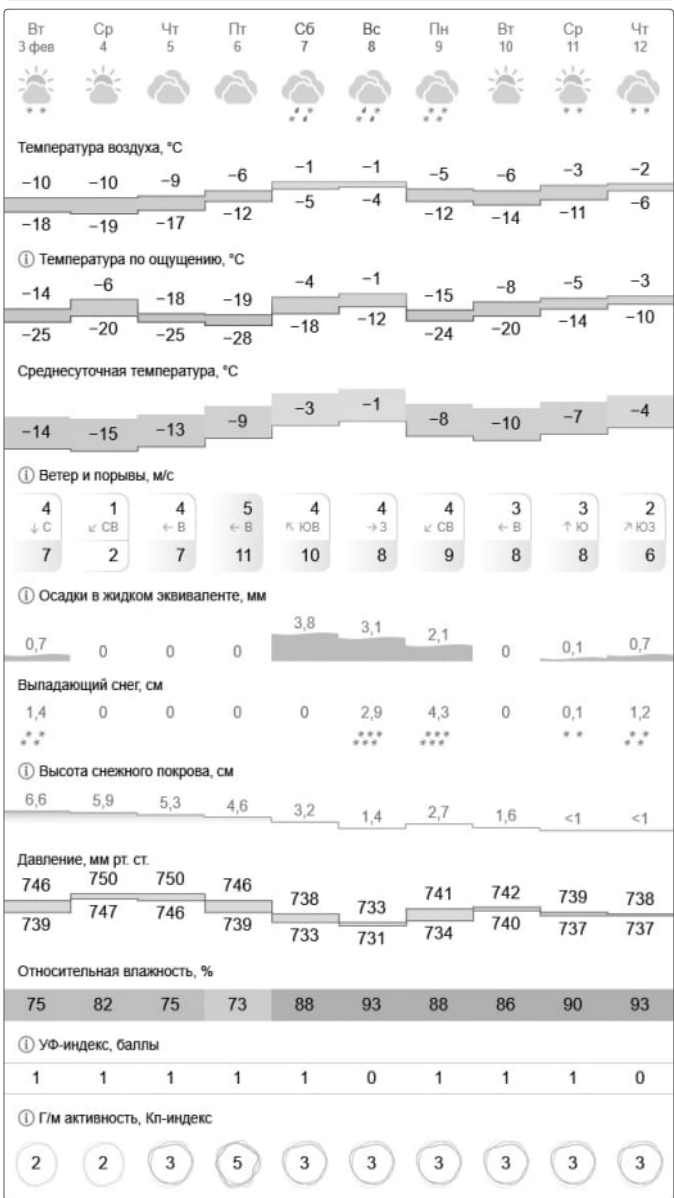 Вт Ср Чт Пт Сб Вс Пн Вт Ср Чт
3 фев 4 5 6 7 8 9 10 11 12
Температура воздуха, °C
−10 −10 −9 −6 −1 −1 −5 −6 −3 −2
−18 −19 −17 −12 −5 −4 −12 −14 −11 −6
Температура по ощущению, °C
−14 −6 −18 −19 −4 −1 −15 −8 −5 −3
−25 −20 −25 −28 −18 −12 −24 −20 −14 −10
Среднесуточная температура, °C
−14 −15 −13 −9 −3 −1 −8 −10 −7 −4
Ветер и порывы, м/с
4 1 4 5 4 4 4 3 3 2
↓ С ↙ СВ ← В ← В ↖ ЮВ → З ↙ СВ ← В ↑ Ю ↗ ЮЗ
7 2 7 11 10 8 9 8 8 6
Осадки в жидком эквиваленте, мм
0,7 0 0 0 3,8 3,1 2,1 0 0,1 0,7
Выпадающий снег, см
1,4 0 0 0 0 2,9 4,3 0 0,1 1,2
Высота снежного покрова, см
6,6 5,9 5,3 4,6 3,2 1,4 2,7 1,6 <1 <1
Давление, мм рт. ст.
746 750 750 746 738 733 741 742 739 738
739 747 746 739 733 731 734 740 737 737
Относительная влажность, %
75 82 75 73 88 93 88 86 90 93
УФ-индекс, баллы
1 1 1 1 1 0 1 1 1 0
Г/м активность, Кп-индекс
2 2 3 5 3 3 3 3 3 3